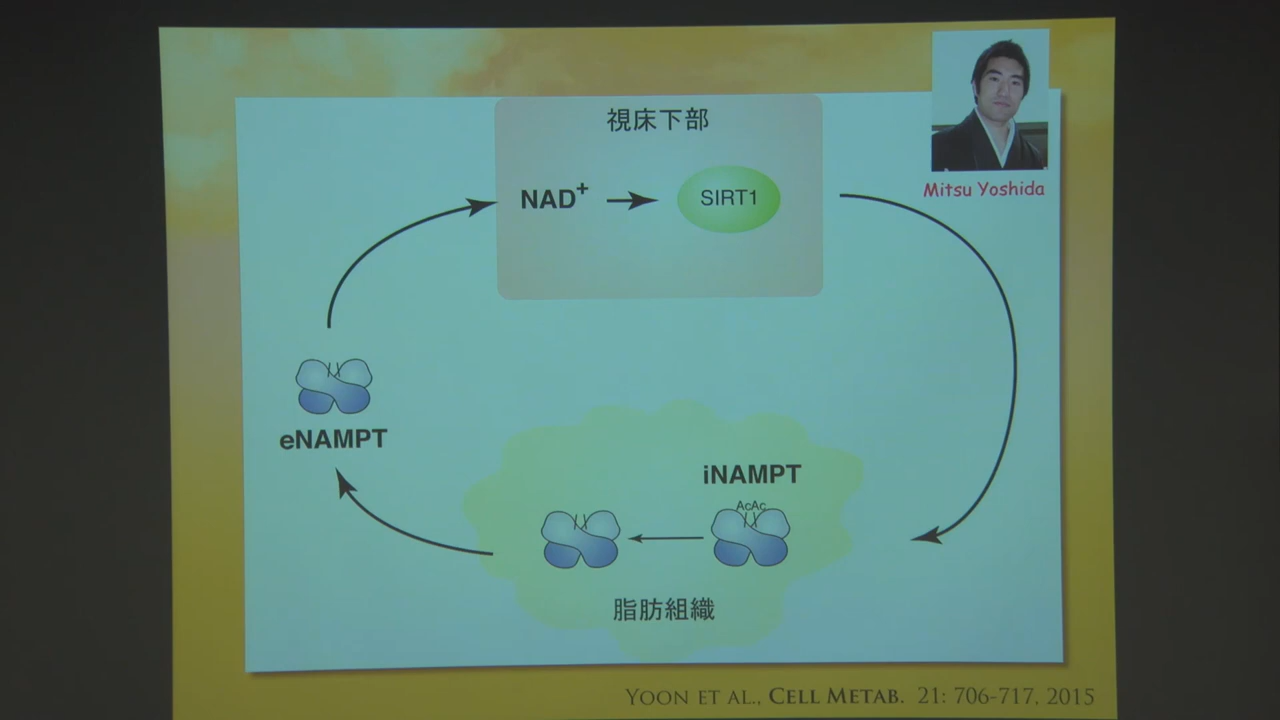 視床下部
NAD+
SIRT1
Mitsu Yoshida
eNAMPT
iNAMPT
AcAc
脂肪組織
YOON ET AL., CELL METAB. 21: 706-717, 2015